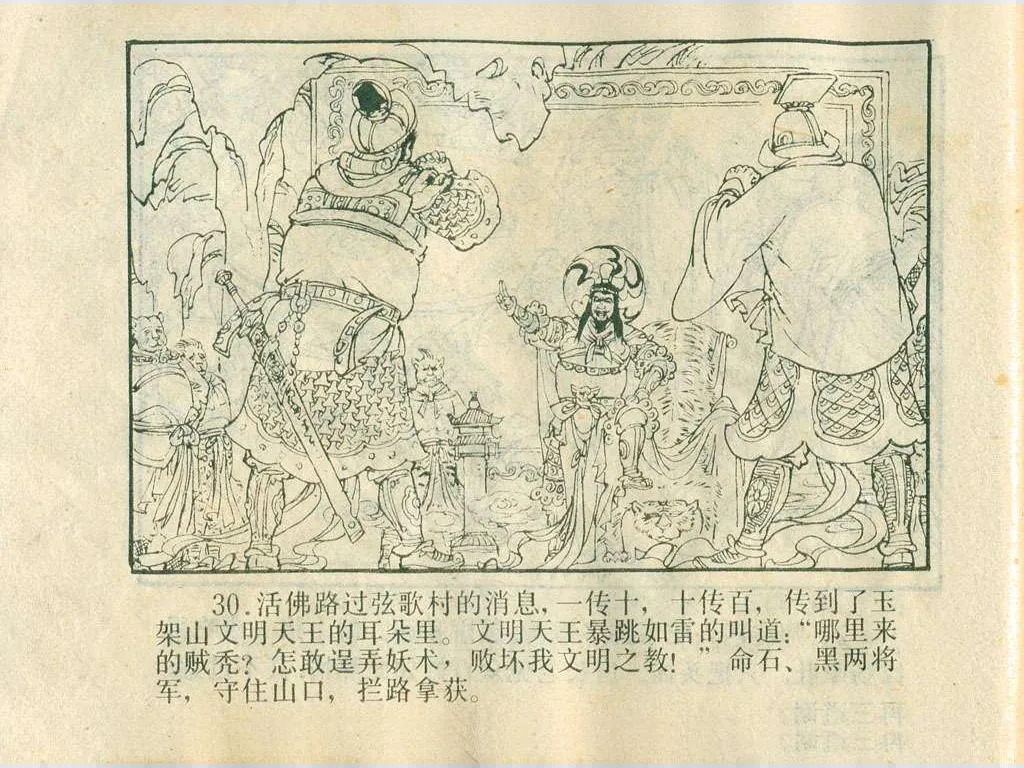 30.活佛路过弦歌村的消息,一传十,十传百,传到了玉
架山文明天王的耳朵里。文明天王暴跳如雷的叫道:“哪里来
的贼秃?怎敢逞弄妖术,败坏我文明之教!”命石、黑两将
军,守住山口,拦路拿获。